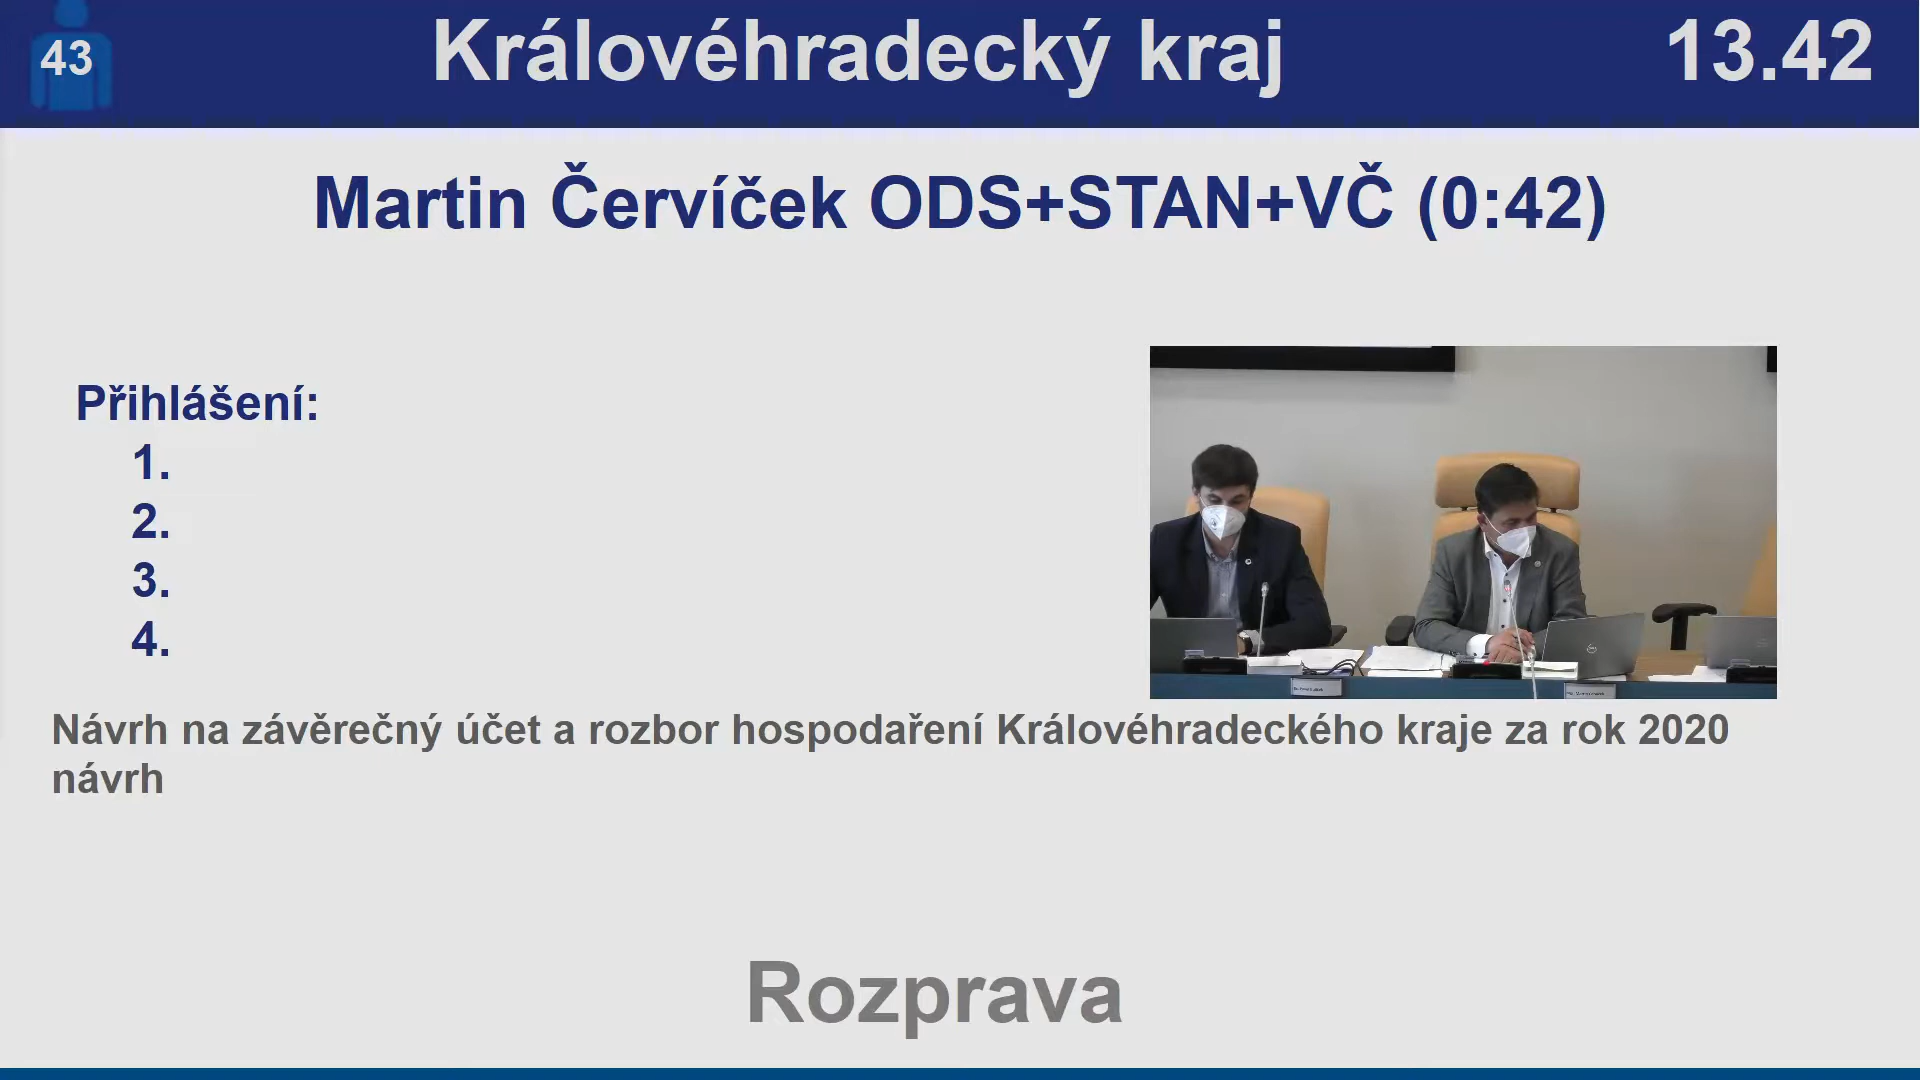 43
Královéhradecký kraj
13.42
Martin Červíček ODS+STAN+VČ (0:42)
Přihlášení:
1.
2.
3.
4.
Návrh na závěrečný účet a rozbor hospodaření Královéhradeckého kraje za rok 2020
návrh
Rozprava